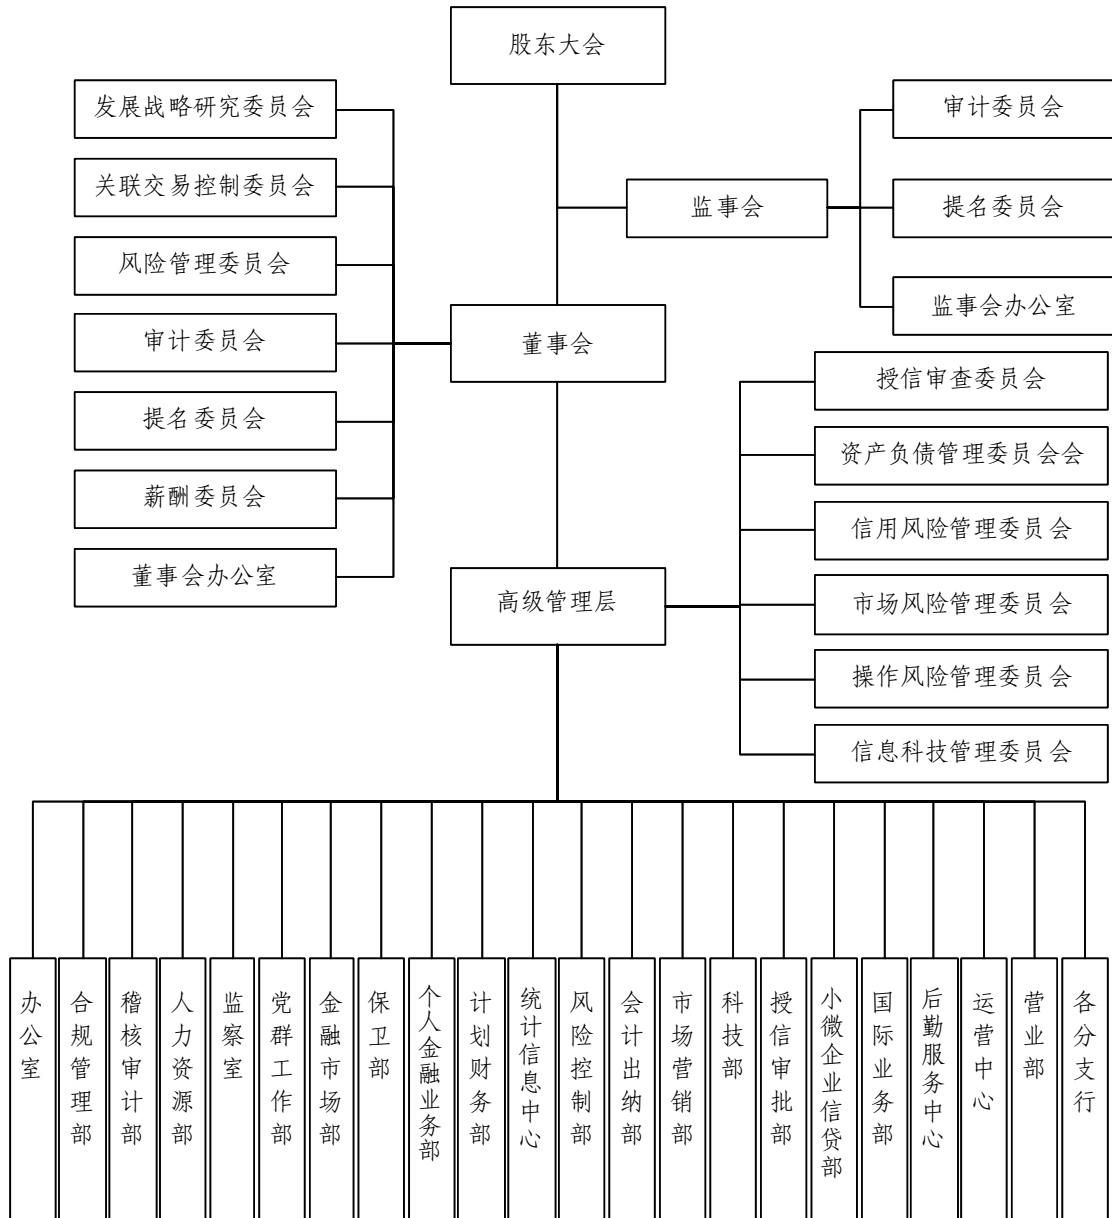 股东大会
发展战略研究委员会
审计委员会
关联交易控制委员会
监事会
提名委员会
风险管理委员会
监事会办公室
审计委员会
董事会
授信审查委员会
提名委员会
资产负债管理委员会会
薪酬委员会
信用风险管理委员会
董事会办公室
高级管理层
市场风险管理委员会
操作风险管理委员会
信息科技管理委员会
办公室
合规管理部
稽核审计部
人力资源部
监察室
党群工作部
金融市场部
保卫部
个人金融业务部
计划财务部
统计信息中心
风险控制部
会计出纳部
市场营销部
科技部
授信审批部
小微企业信贷部
国际业务部
后勤服务中心
运营中心
营业部
各分支行